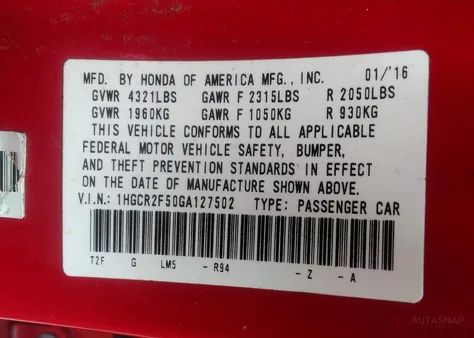 MFD. BY HONDA OF AMERICA MFG., INC. 01/'16
GVWR 4321LBS GAWR F 2315LBS R 2050LBS
GVWR 1960KG GAWR F 1050KG R 930KG
THIS VEHICLE CONFORMS TO ALL APPLICABLE
FEDERAL MOTOR VEHICLE SAFETY, BUMPER,
AND THEFT PREVENTION STANDARDS IN EFFECT
ON THE DATE OF MANUFACTURE SHOWN ABOVE.
V.I.N.: 1HGCR2F50GA127502 TYPE: PASSENGER CAR
T2F G LM5 - R94 - Z - A
AUTASNAP